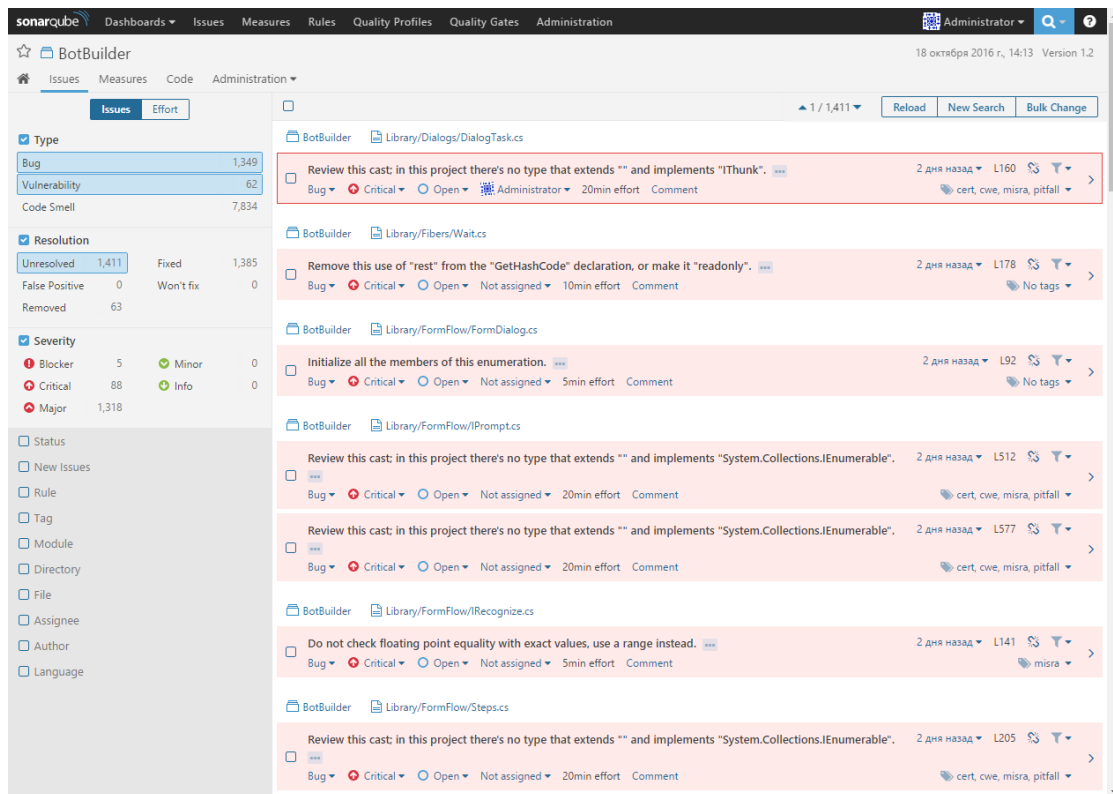 sonarqube Dashboards Issues Measures Rules Quality Profiles Quality Gates Administration Administrator ?
BotBuilder 18 октября 2016 г., 14:13 Version 1.2
Issues Measures Code Administration
Issues Effort 1 / 1,411 Reload New Search Bulk Change
Type
Bug 1,349
Vulnerability 62
Code Smell 7,834
Resolution
Unresolved 1,411 Fixed 1,385
False Positive 0 Won't fix 0
Removed 63
Severity
Blocker 5 Minor 0
Critical 88 Info 0
Major 1,318
Status
New Issues
Rule
Tag
Module
Directory
File
Assignee
Author
Language
BotBuilder Library/Dialogs/DialogTask.cs
Review this cast; in this project there's no type that extends "" and implements "IThunk". ... 2 дня назад L160
Bug Critical Open Administrator 20min effort Comment cert, cwe, misra, pitfall
BotBuilder Library/Fibers/Wait.cs
Remove this use of "rest" from the "GetHashCode" declaration, or make it "readonly". ... 2 дня назад L178
Bug Critical Open Not assigned 10min effort Comment No tags
BotBuilder Library/FormFlow/FormDialog.cs
Initialize all the members of this enumeration. ... 2 дня назад L92
Bug Critical Open Not assigned 5min effort Comment No tags
BotBuilder Library/FormFlow/IPrompt.cs
Review this cast; in this project there's no type that extends "" and implements "System.Collections.IEnumerable". 2 дня назад L512
...
Bug Critical Open Not assigned 20min effort Comment cert, cwe, misra, pitfall
Review this cast; in this project there's no type that extends "" and implements "System.Collections.IEnumerable". 2 дня назад L577
...
Bug Critical Open Not assigned 20min effort Comment cert, cwe, misra, pitfall
BotBuilder Library/FormFlow/IRecognize.cs
Do not check floating point equality with exact values, use a range instead. ... 2 дня назад L141
Bug Critical Open Not assigned 5min effort Comment misra
BotBuilder Library/FormFlow/Steps.cs
Review this cast; in this project there's no type that extends "" and implements "System.Collections.IEnumerable". 2 дня назад L205
...
Bug Critical Open Not assigned 20min effort Comment cert, cwe, misra, pitfall